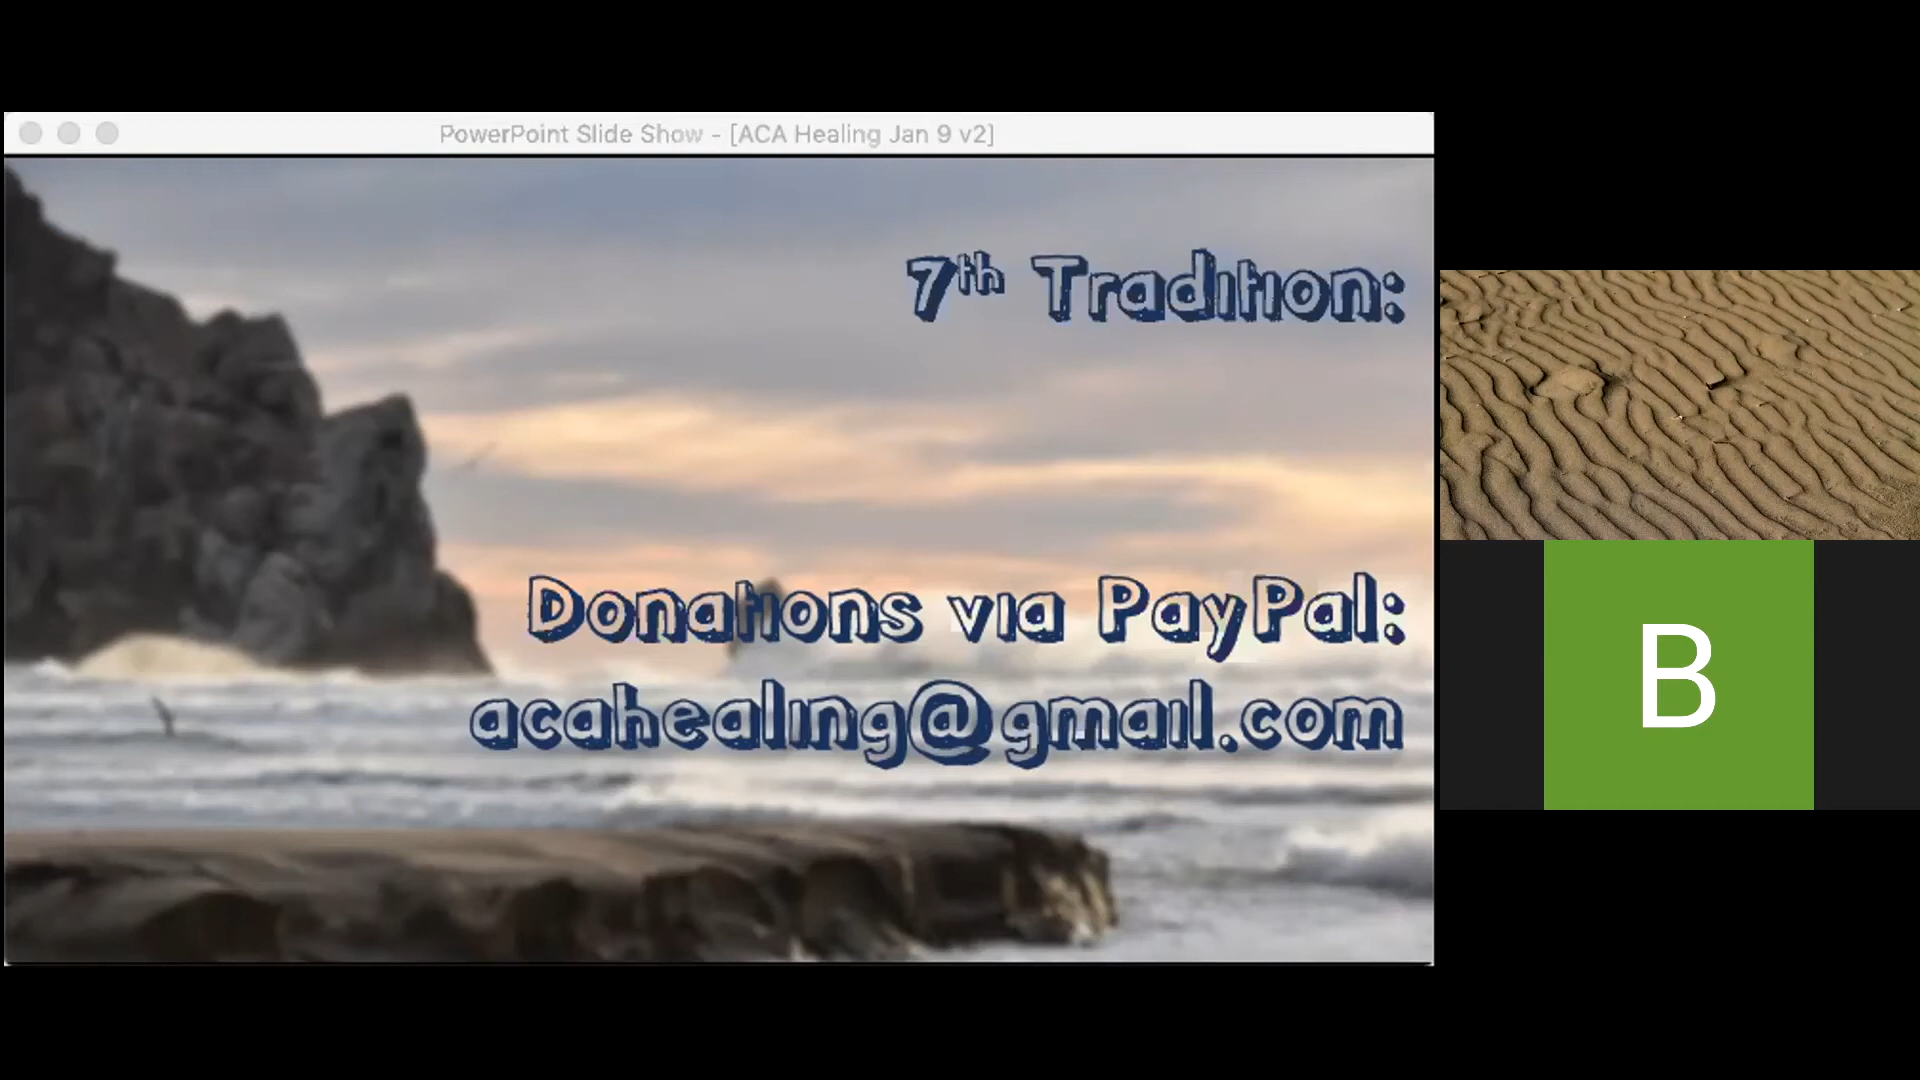 PowerPoint Slide Show - [ACA Healing Jan 9 v2]
7th Tradition:
Donations via PayPal:
acahealing@gmail.com
B